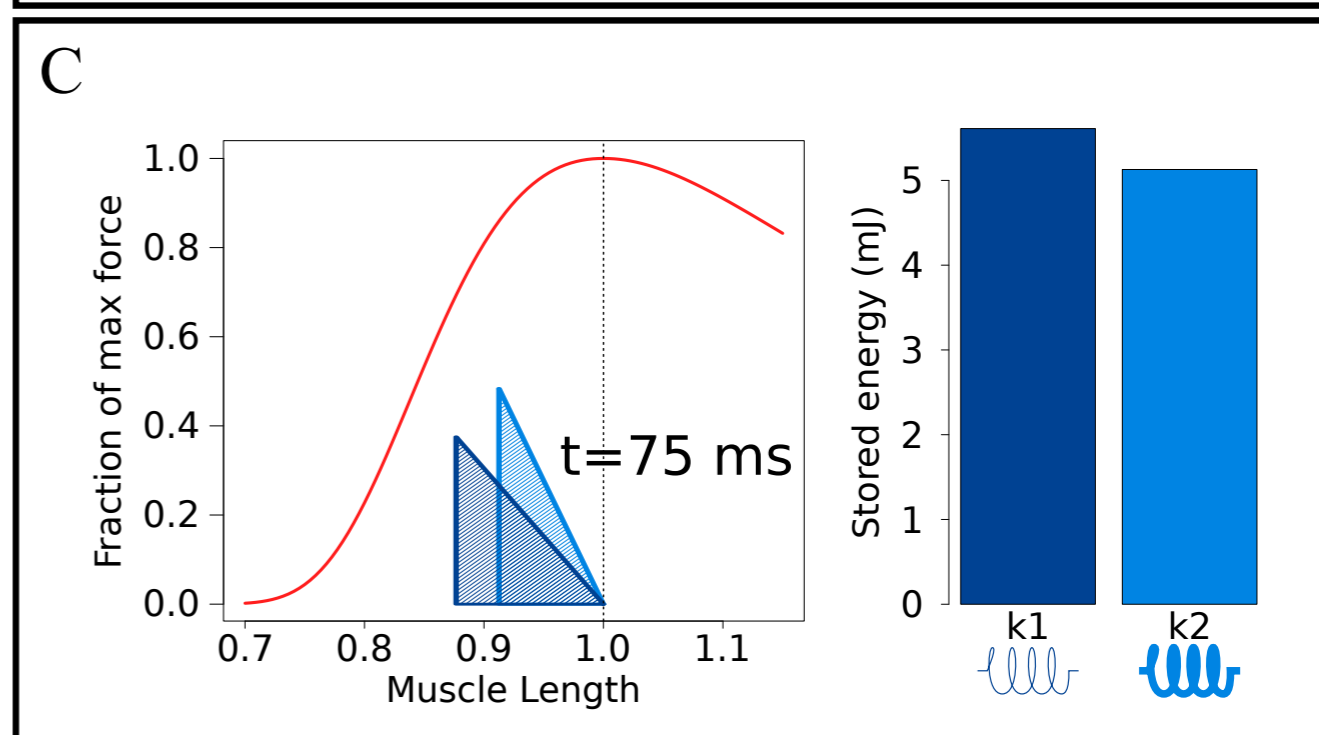 C
Fraction of max force
1.0
0.8
0.6
0.4
0.2
0.0
t=75 ms
0.7 0.8 0.9 1.0 1.1
Muscle Length
Stored energy (mJ)
5
4
3
2
1
0
k1 k2